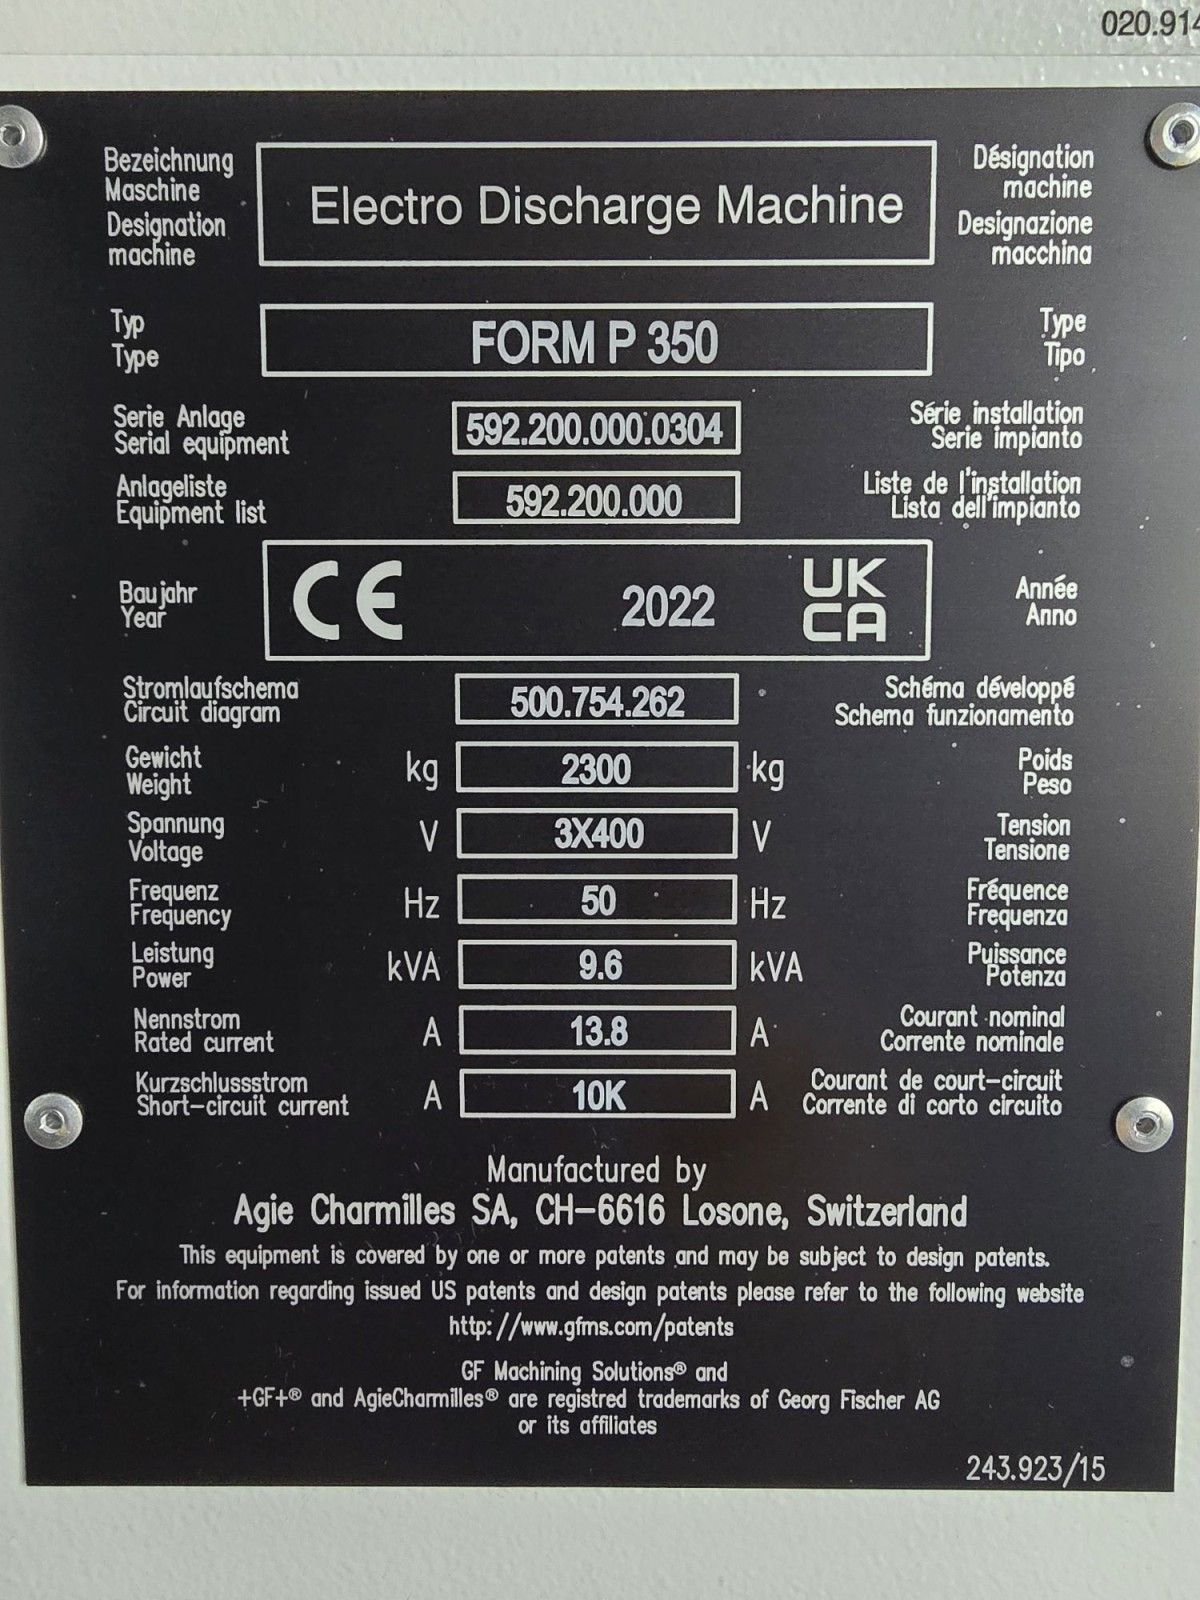 020.914
Bezeichnung
Maschine
Designation
machine
Electro Discharge Machine
Désignation
machine
Designazione
macchina
Typ
Type
FORM P 350
Type
Tipo
Serie Anlage
Serial equipment
592.200.000.0304
Série installation
Serie impianto
Anlageliste
Equipment list
592.200.000
Liste de l'installation
Lista dell'impianto
Baujahr
Year
CE
2022
UK
CA
Année
Anno
Stromlaufschema
Circuit diagram
500.754.262
Schéma développé
Schema funzionamento
Gewicht
Weight
kg 2300 kg
Poids
Peso
Spannung
Voltage
V 3X400 V
Tension
Tensione
Frequenz
Frequency
Hz 50 Hz
Fréquence
Frequenza
Leistung
Power
kVA 9.6 kVA
Puissance
Potenza
Nennstrom
Rated current
A 13.8 A
Courant nominal
Corrente nominale
Kurzschlussstrom
Short-circuit current
A 10K A
Courant de court-circuit
Corrente di corto circuito
Manufactured by
Agie Charmilles SA, CH-6616 Losone, Switzerland
This equipment is covered by one or more patents and may be subject to design patents.
For information regarding issued US patents and design patents please refer to the following website
http://www.gfms.com/patents
GF Machining Solutions® and
+GF+® and AgieCharmilles® are registred trademarks of Georg Fischer AG
or its affiliates
243.923/15